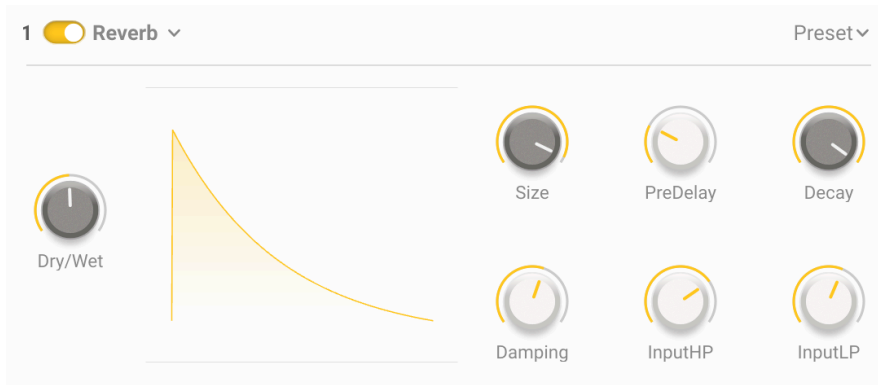 1 Reverb
Preset
Size
PreDelay
Decay
Dry/Wet
Damping
InputHP
InputLP